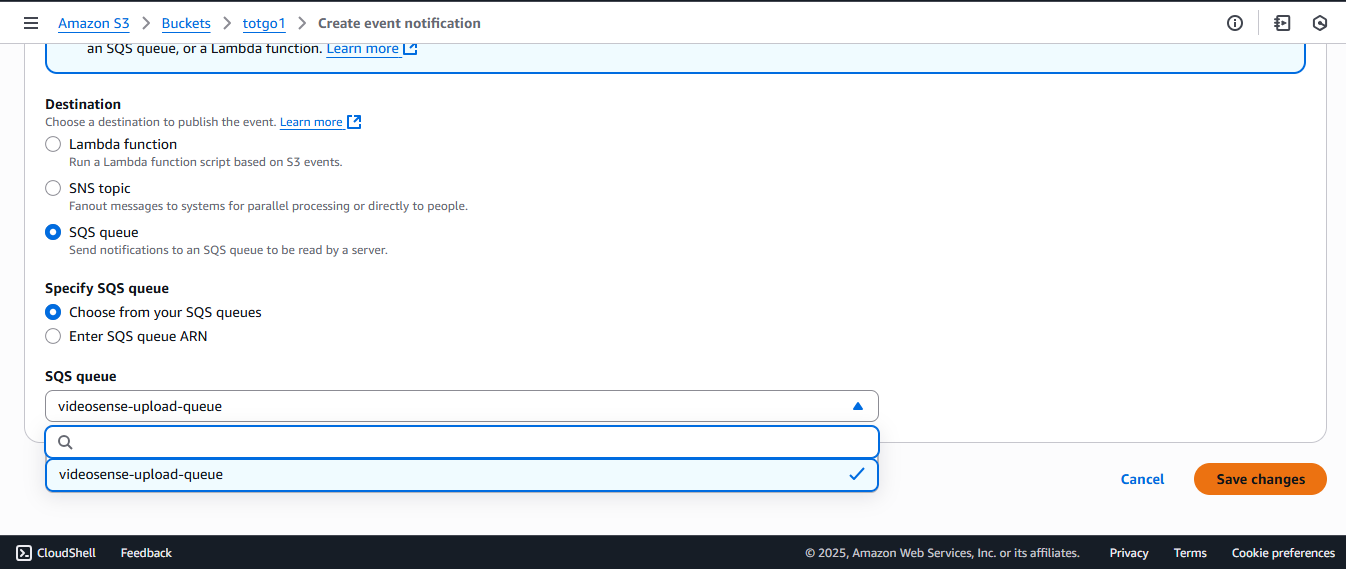 Amazon S3 > Buckets > totgo1 > Create event notification
an SQS queue, or a Lambda function. Learn more
Destination
Choose a destination to publish the event. Learn more
Lambda function
Run a Lambda function script based on S3 events.
SNS topic
Fanout messages to systems for parallel processing or directly to people.
SQS queue
Send notifications to an SQS queue to be read by a server.
Specify SQS queue
Choose from your SQS queues
Enter SQS queue ARN
SQS queue
videosense-upload-queue
videosense-upload-queue
Cancel Save changes
CloudShell Feedback © 2025, Amazon Web Services, Inc. or its affiliates. Privacy Terms Cookie preferences